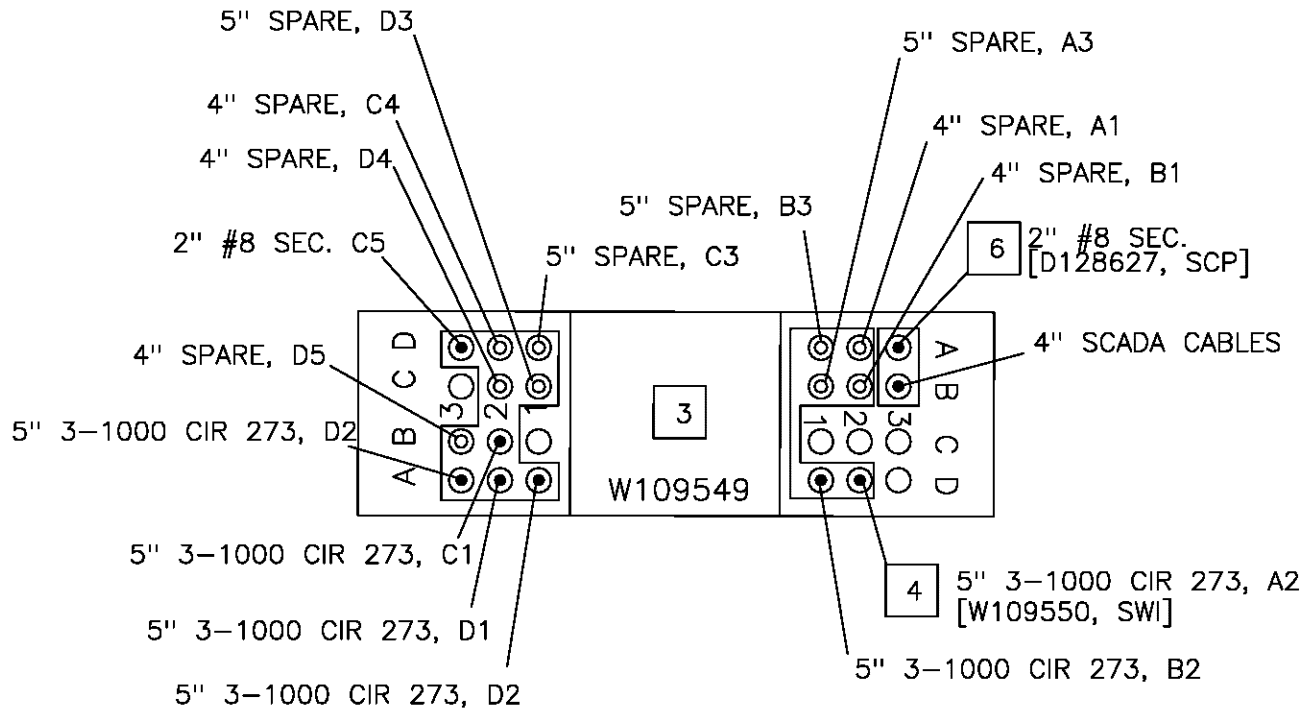 5" SPARE, D3
5" SPARE, A3
4" SPARE, C4
4" SPARE, A1
4" SPARE, D4
4" SPARE, B1
5" SPARE, B3
2" #8 SEC. C5
5" SPARE, C3
6
2" #8 SEC.
[D128627, SCP]
4" SPARE, D5
4" SCADA CABLES
5" 3-1000 CIR 273, D2
D
C
B
A
3
2
1
3
W109549
1
2
3
A
B
C
D
5" 3-1000 CIR 273, C1
4
5" 3-1000 CIR 273, A2
[W109550, SWI]
5" 3-1000 CIR 273, D1
5" 3-1000 CIR 273, B2
5" 3-1000 CIR 273, D2